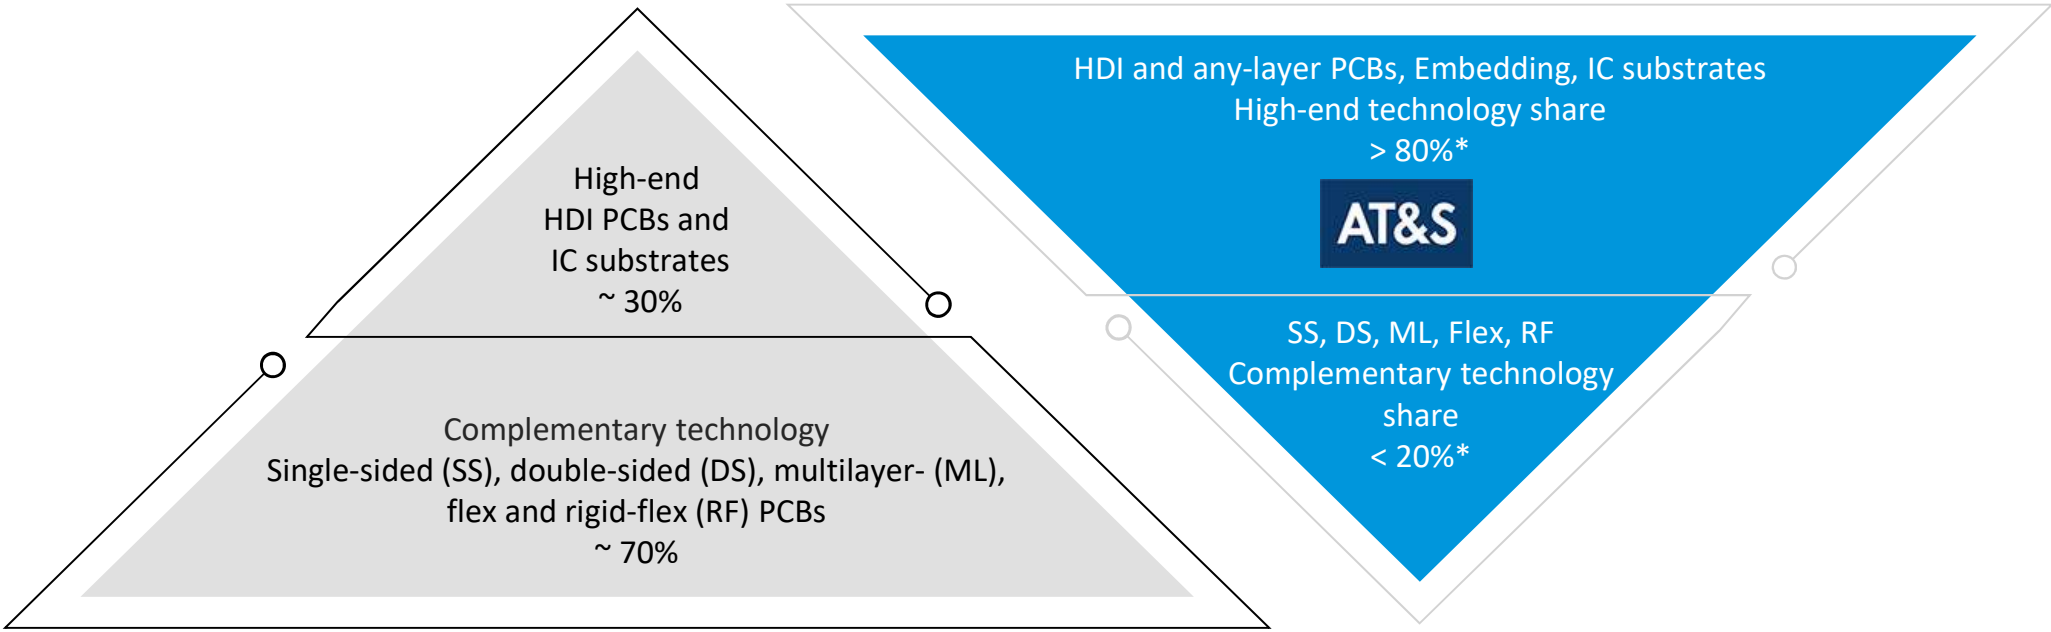 High-end
HDI PCBs and
IC substrates
~ 30%
Complementary technology
Single-sided (SS), double-sided (DS), multilayer- (ML),
flex and rigid-flex (RF) PCBs
~ 70%
HDI and any-layer PCBs, Embedding, IC substrates
High-end technology share
> 80%*
AT&S
SS, DS, ML, Flex, RF
Complementary technology
share
< 20%*